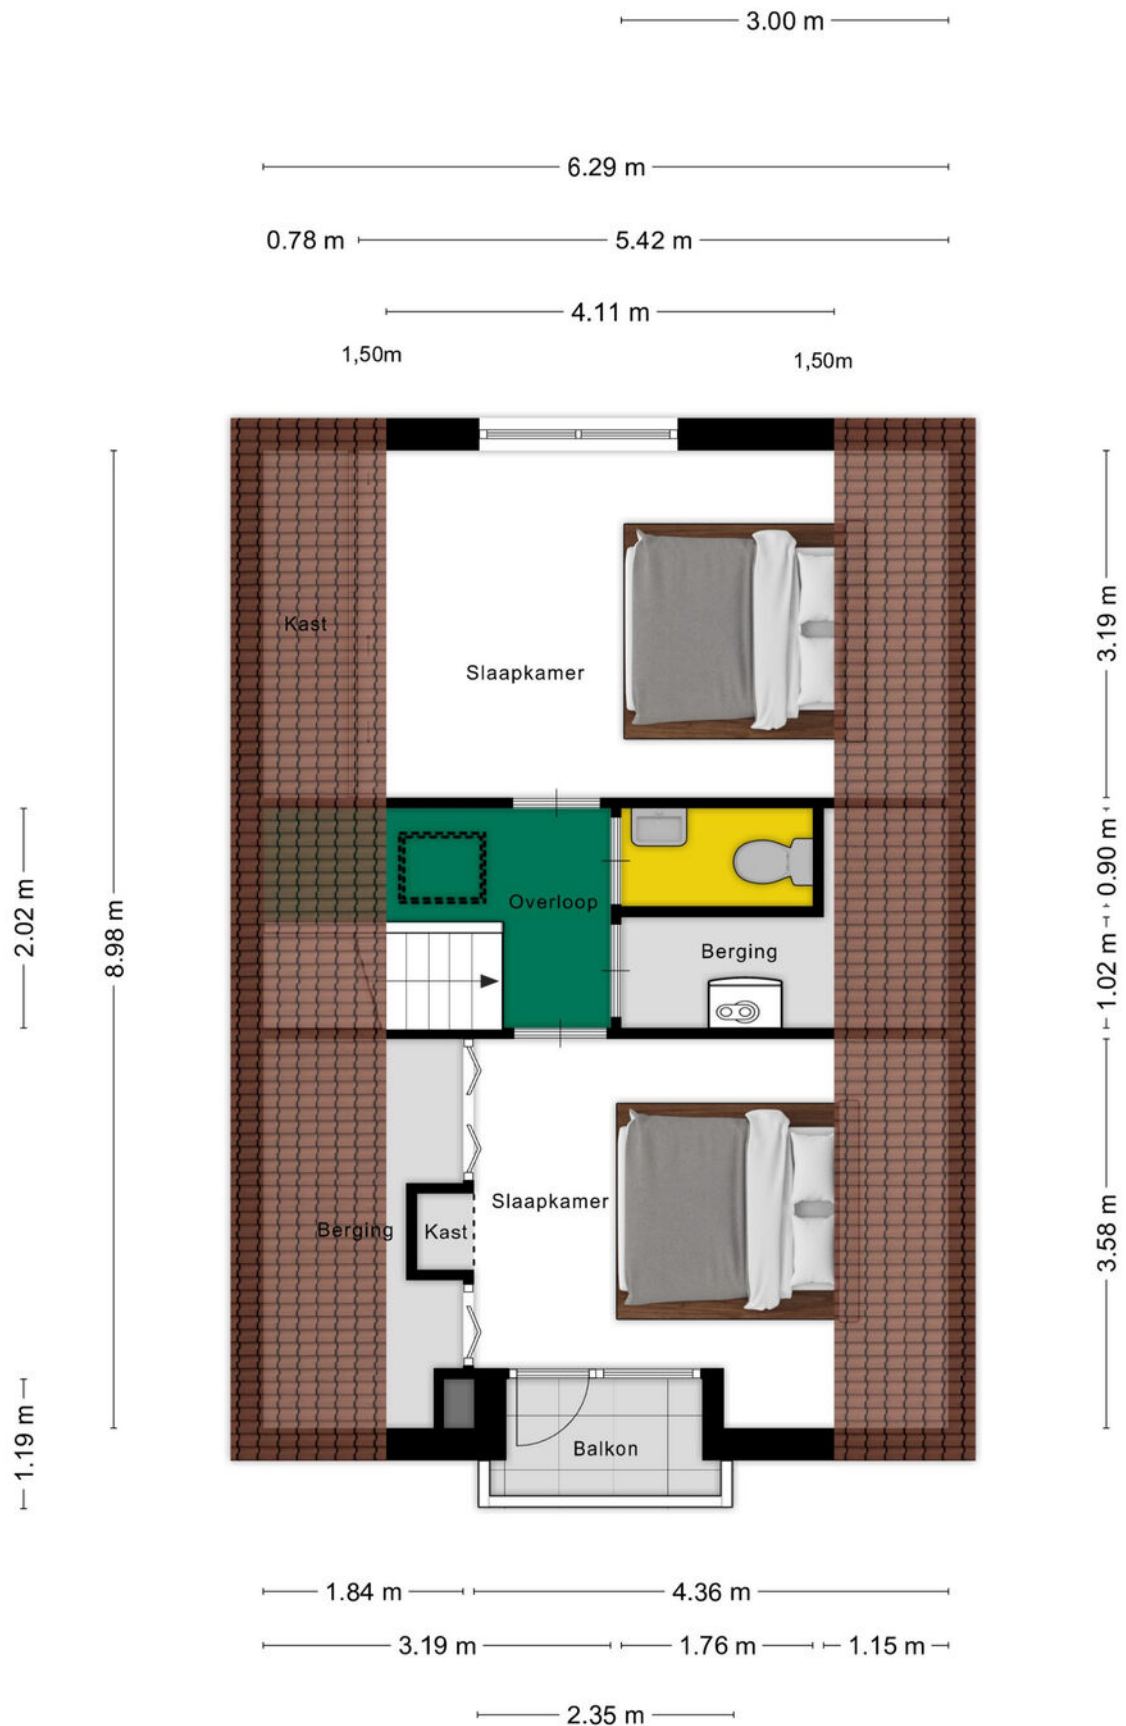 3.00 m
6.29 m
0.78 m
5.42 m
4.11 m
1,50m
1,50m
Kast
Slaapkamer
3.19 m
2.02 m
8.98 m
Overloop
0.90 m
Berging
1.02 m
Berging
Kast
Slaapkamer
3.58 m
1.19 m
Balkon
1.84 m
4.36 m
3.19 m
1.76 m
1.15 m
2.35 m